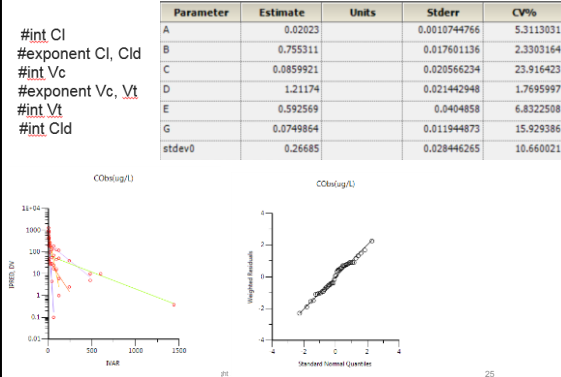 #int Cl
#exponent Cl, Cld
#int Vc
#exponent Vc, Vt
#int Vt
#int Cld
Parameter Estimate Units Stderr CV%
A 0.02023 0.0010744766 5.3113031
B 0.755311 0.017601136 2.3303164
C 0.0859921 0.020566234 23.916423
D 1.21174 0.021442948 1.7695997
E 0.592569 0.0404858 6.8322508
G 0.0749864 0.011944873 15.929386
stdev0 0.26685 0.028446265 10.660021
CObs(ug/L)
1E+04
1000
100
10
1
0.1
0.01
IPRED, DV
0 500 1000 1500
IVAR
CObs(ug/L)
4
2
0
-2
-4
Weighted Residuals
-4 -2 0 2 4
Standard Normal Quantiles
ht
25